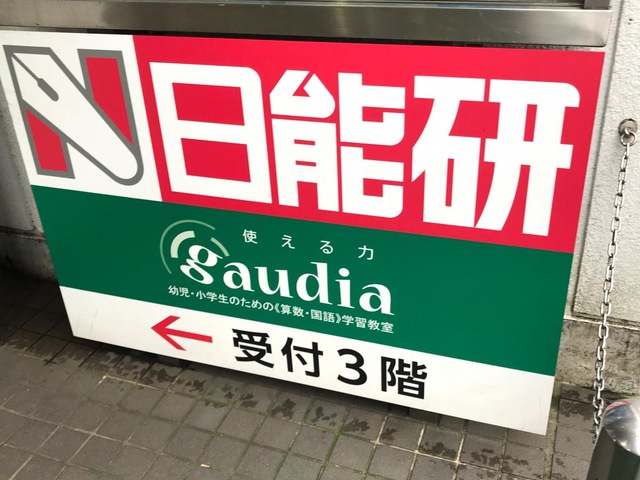 N 日能研
使える力
gaudia
幼児・小学生のための《算数・国語》学習教室
← 受付3階